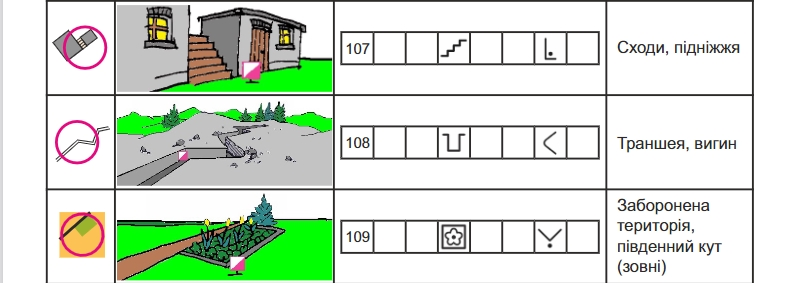 107
Сходи, підніжжя
108
Траншея, вигин
109
Заборонена
територія,
південний кут
(зовні)